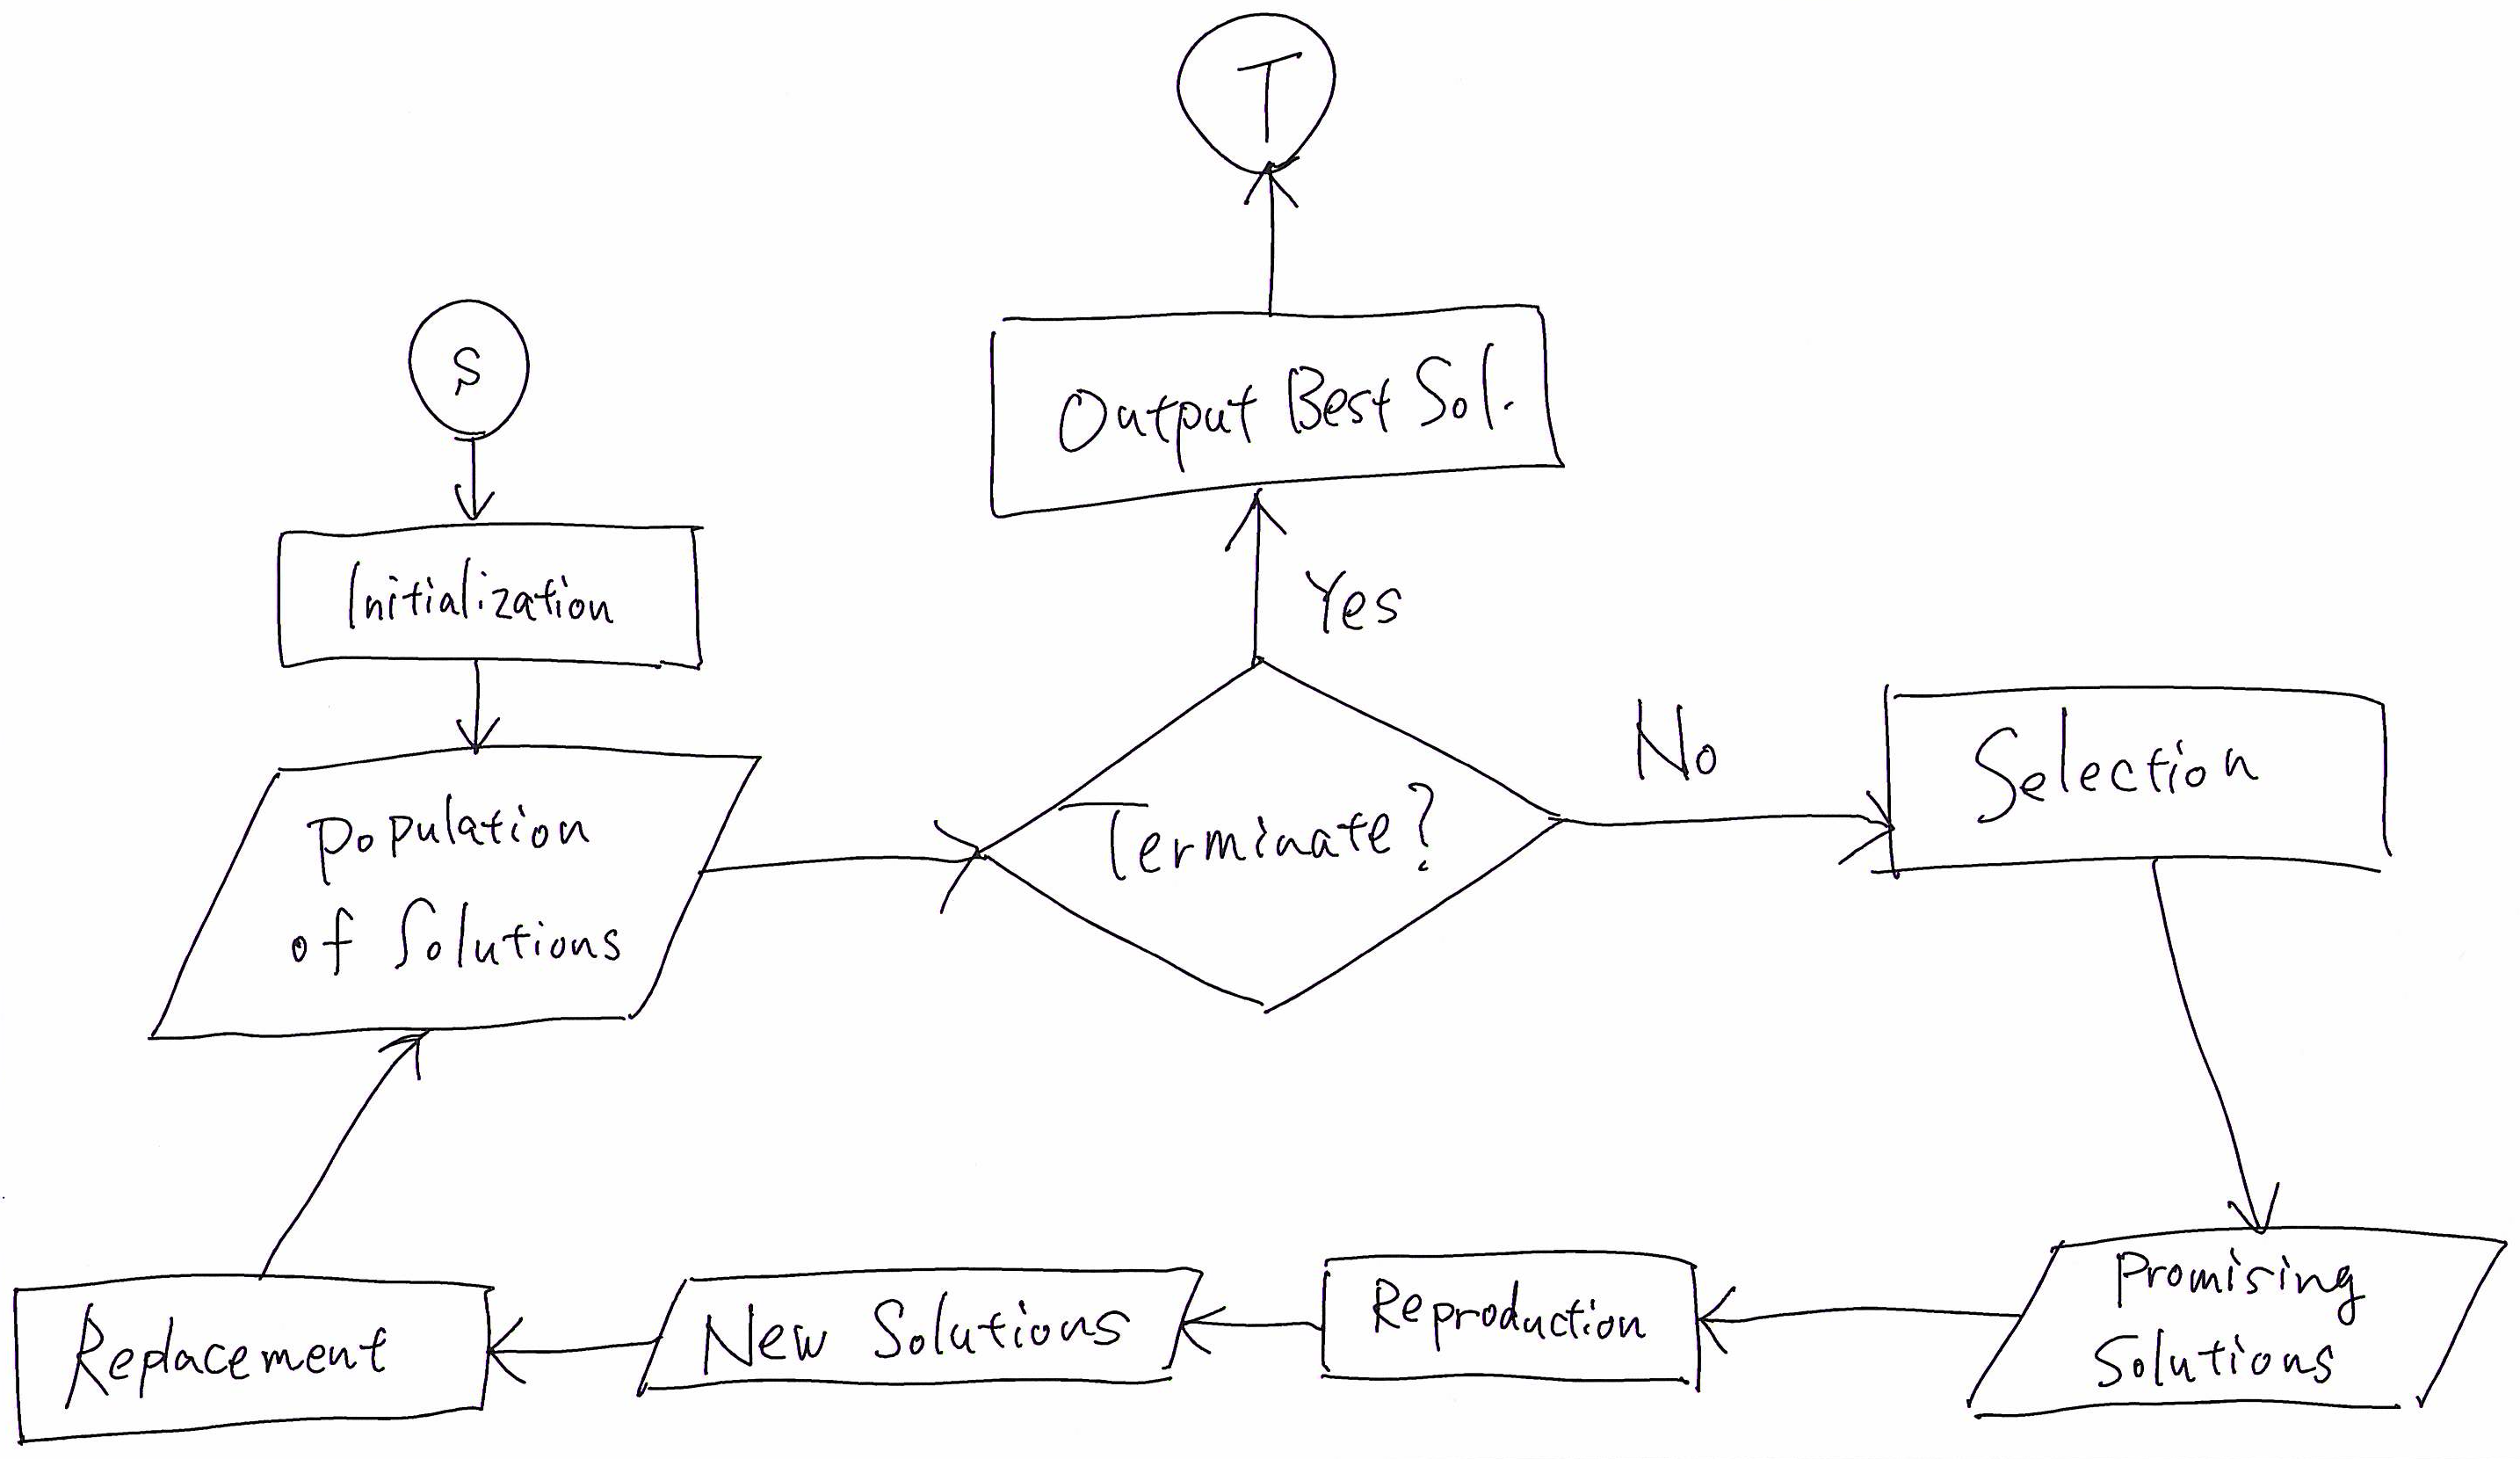 T
S
Output Best Sol.
Initialization
Yes
No
Selection
Population
of Solutions
Terminate?
Promising
Solutions
Reproduction
New Solutions
Replacement